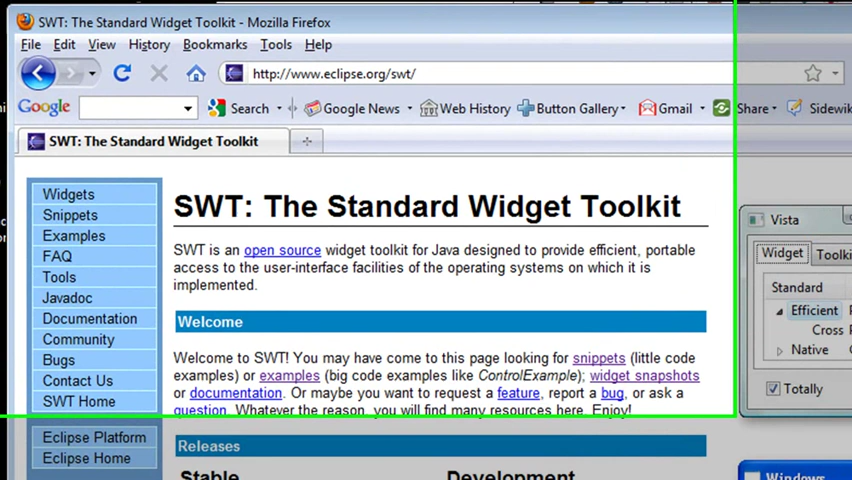 SWT: The Standard Widget Toolkit - Mozilla Firefox
File Edit View History Bookmarks Tools Help
http://www.eclipse.org/swt/
Google Search Google News Web History Button Gallery Gmail Share Sidewik
SWT: The Standard Widget Toolkit
Widgets
Snippets
Examples
FAQ
Tools
Javadoc
Documentation
Community
Bugs
Contact Us
SWT Home
Eclipse Platform
Eclipse Home
SWT: The Standard Widget Toolkit
SWT is an open source widget toolkit for Java designed to provide efficient, portable
access to the user-interface facilities of the operating systems on which it is
implemented.
Welcome
Welcome to SWT! You may have come to this page looking for snippets (little code
examples) or examples (big code examples like ControlExample); widget snapshots
or documentation. Or maybe you want to request a feature, report a bug, or ask a
question. Whatever the reason, you will find many resources here. Enjoy!
Releases
Stable Development
Vista
Widget Toolki
Standard
Efficient
Cross
Native
Totally
Windows